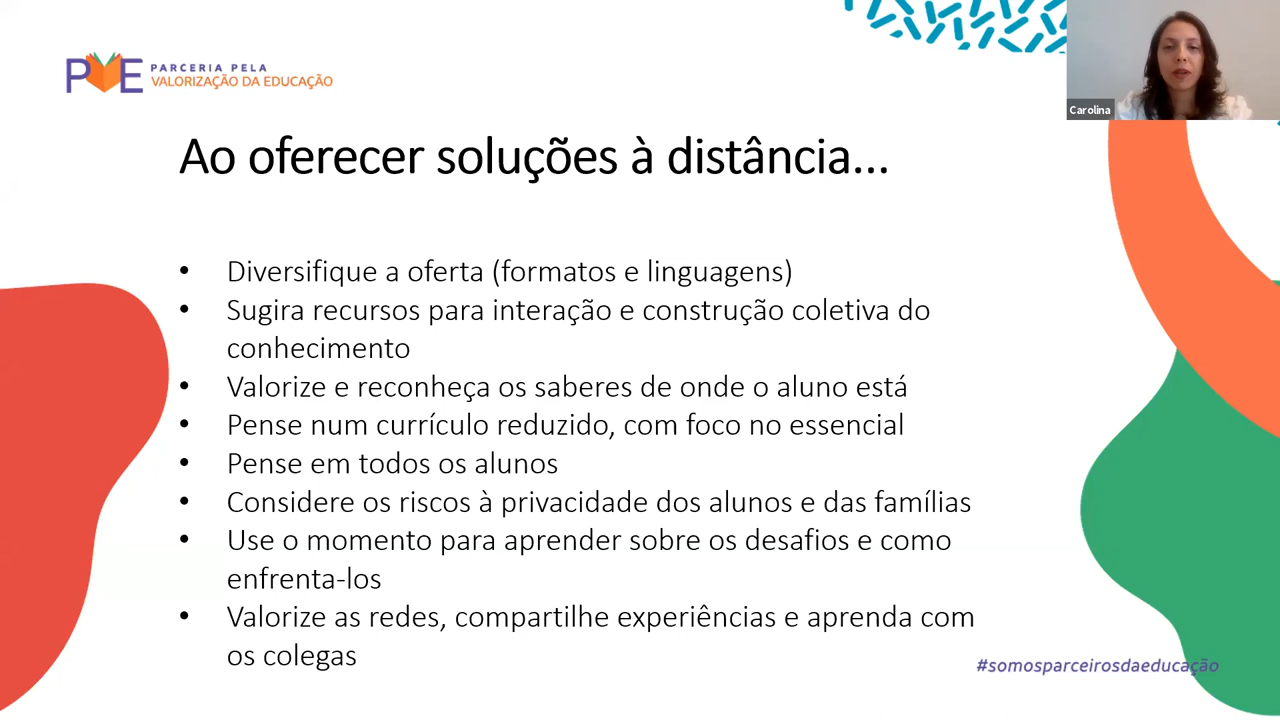 PVE PARCERIA PELA
VALORIZAÇÃO DA EDUCAÇÃO
Carolina
Ao oferecer soluções à distância...
• Diversifique a oferta (formatos e linguagens)
• Sugira recursos para interação e construção coletiva do
conhecimento
• Valorize e reconheça os saberes de onde o aluno está
• Pense num currículo reduzido, com foco no essencial
• Pense em todos os alunos
• Considere os riscos à privacidade dos alunos e das famílias
• Use o momento para aprender sobre os desafios e como
enfrenta-los
• Valorize as redes, compartilhe experiências e aprenda com
os colegas
#somosparceirosdaeducação